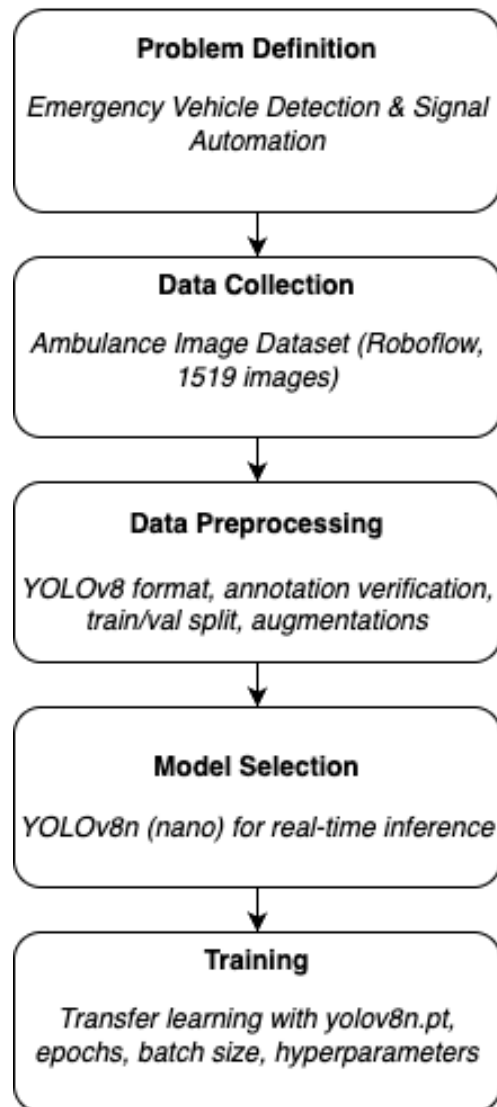 Problem Definition
Emergency Vehicle Detection & Signal
Automation
Data Collection
Ambulance Image Dataset (Roboflow,
1519 images)
Data Preprocessing
YOLOv8 format, annotation verification,
train/val split, augmentations
Model Selection
YOLOv8n (nano) for real-time inference
Training
Transfer learning with yolov8n.pt,
epochs, batch size, hyperparameters